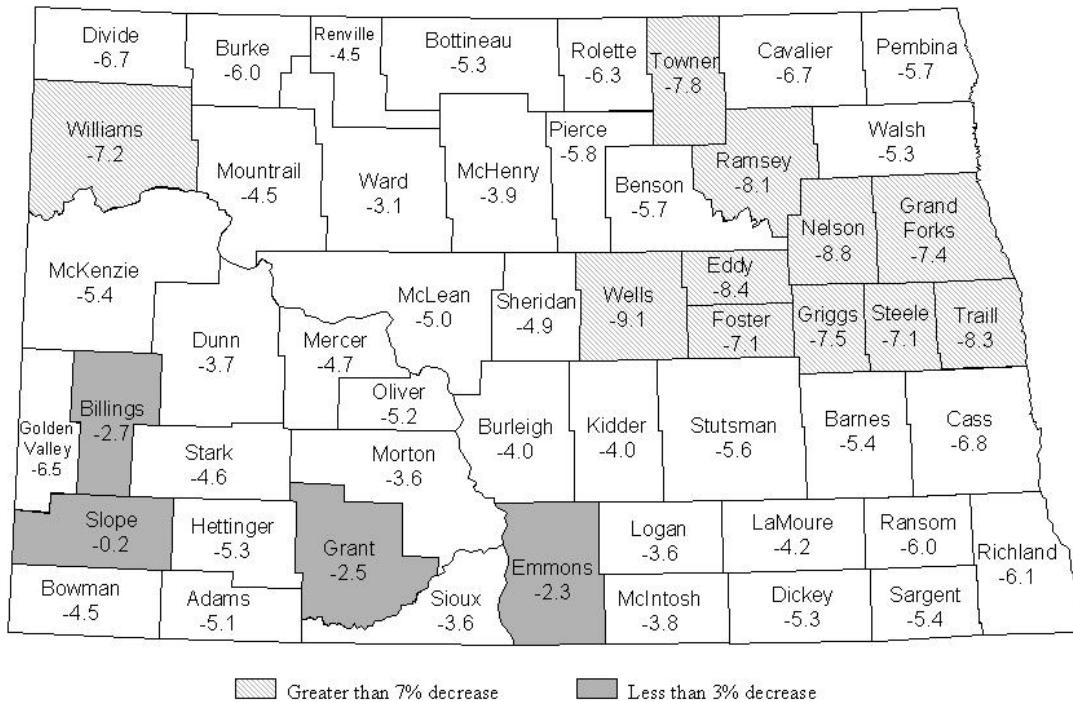 Divide
-6.7
Burke
-6.0
Renville
-4.5
Bottineau
-5.3
Rolette
-6.3
Towner
-7.8
Cavalier
-6.7
Pembina
-5.7
Williams
-7.2
Mountrail
-4.5
Ward
-3.1
McHenry
-3.9
Pierce
-5.8
Benson
-5.7
Ramsey
-8.1
Walsh
-5.3
Nelson
-8.8
Grand
Forks
-7.4
McKenzie
-5.4
Dunn
-3.7
McLean
-5.0
Mercer
-4.7
Oliver
-5.2
Sheridan
-4.9
Wells
-9.1
Eddy
-8.4
Foster
-7.1
Griggs
-7.5
Steele
-7.1
Traill
-8.3
Golden
Valley
-6.5
Billings
-2.7
Stark
-4.6
Morton
-3.6
Burleigh
-4.0
Kidder
-4.0
Stutsman
-5.6
Barnes
-5.4
Cass
-6.8
Slope
-0.2
Hettinger
-5.3
Grant
-2.5
Emmons
-2.3
Logan
-3.6
LaMoure
-4.2
Ransom
-6.0
Richland
-6.1
Bowman
-4.5
Adams
-5.1
Sioux
-3.6
McIntosh
-3.8
Dickey
-5.3
Sargent
-5.4
Greater than 7% decrease
Less than 3% decrease